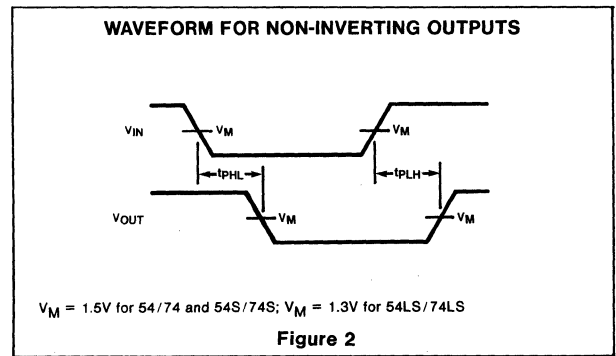 WAVEFORM FOR NON-INVERTING OUTPUTS
VIN
VM
VM
tPHL
tPLH
VOUT
VM
VM
VM = 1.5V for 54/74 and 54S/74S; VM = 1.3V for 54LS/74LS
Figure 2